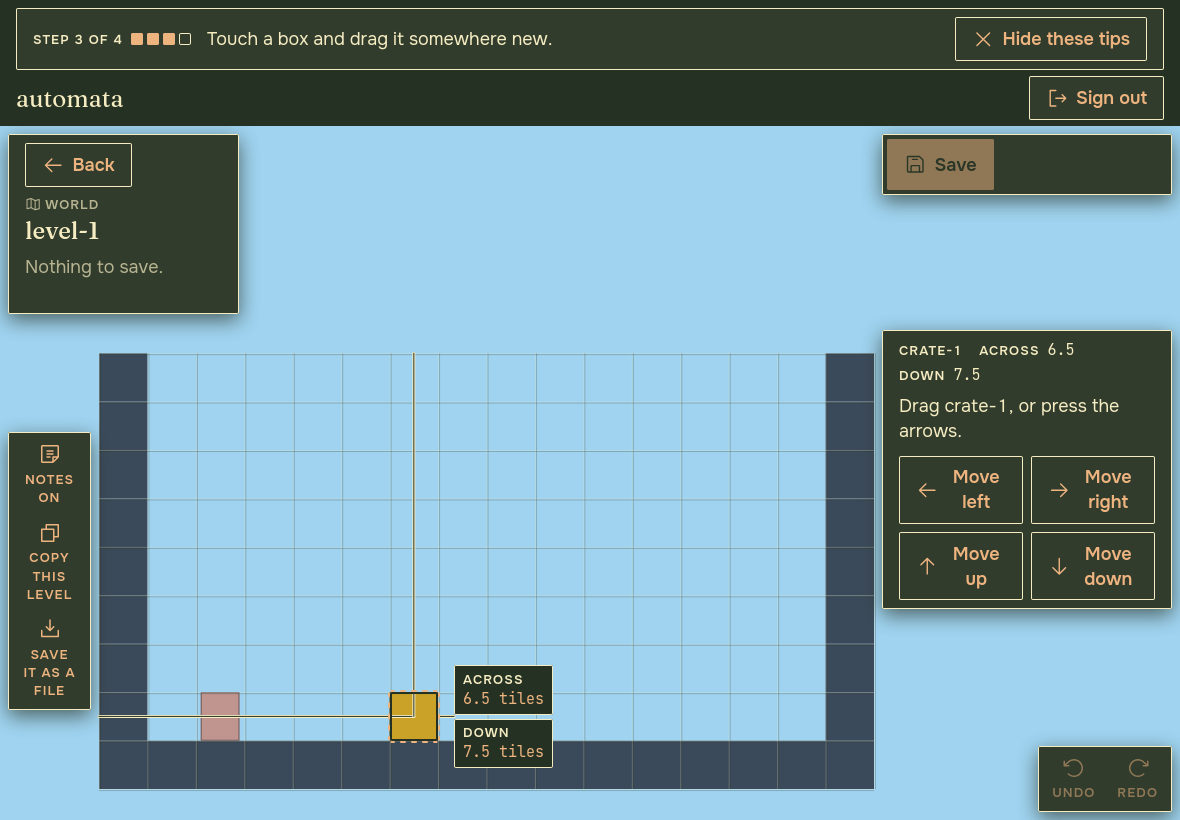 STEP 3 OF 4
Touch a box and drag it somewhere new.
Hide these tips
automata
Sign out
Back
WORLD
level-1
Nothing to save.
Save
CRATE-1 ACROSS 6.5
DOWN 7.5
Drag crate-1, or press the
arrows.
Move
left
Move
right
Move
up
Move
down
NOTES
ON
COPY
THIS
LEVEL
SAVE
IT AS A
FILE
ACROSS
6.5 tiles
DOWN
7.5 tiles
UNDO
REDO